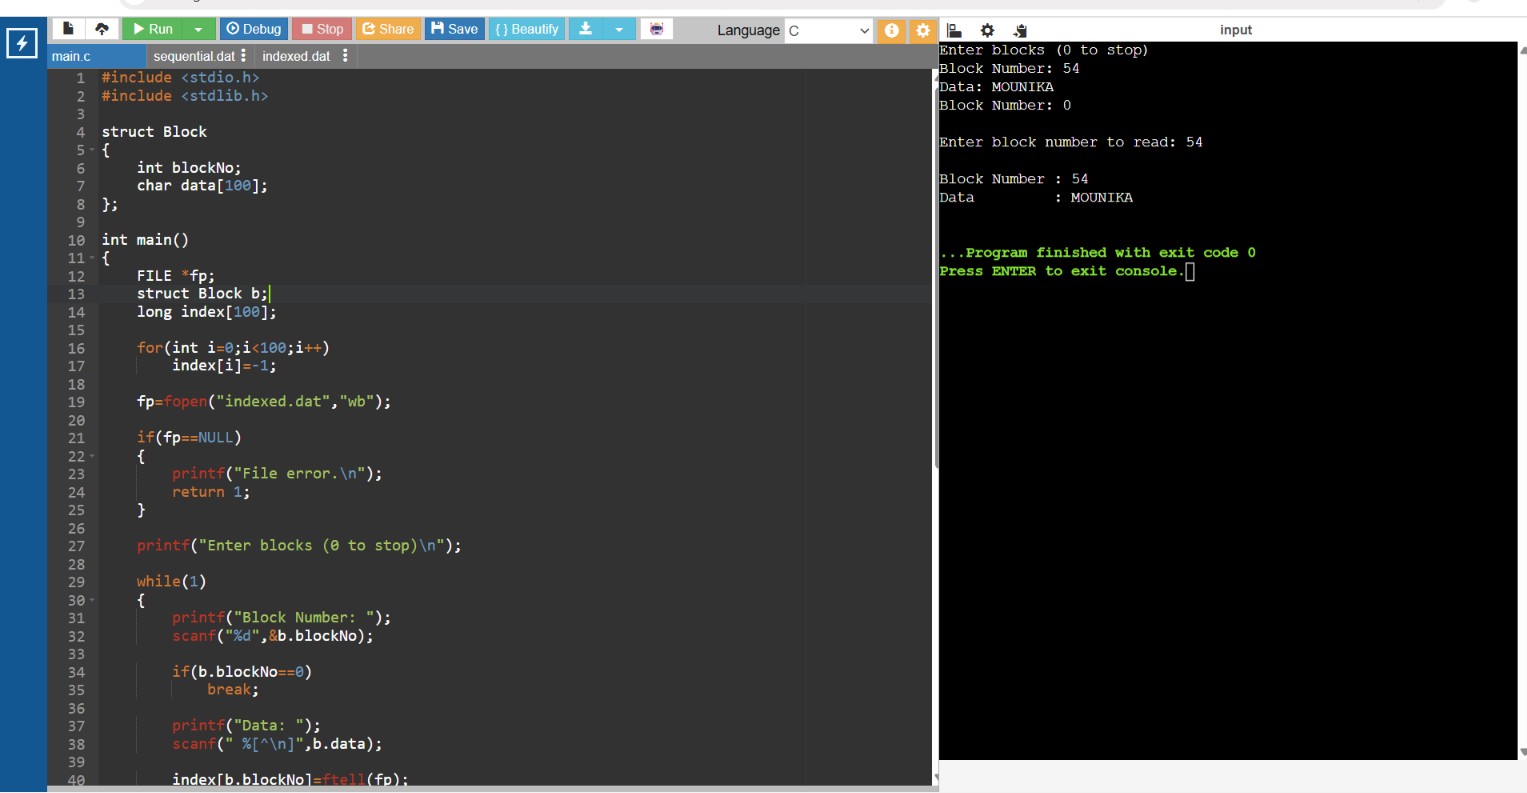 Run Debug Stop Share Save { } Beautify Language C
input
main.c sequential.dat indexed.dat
1 #include <stdio.h>
2 #include <stdlib.h>
3
4 struct Block
5 {
6 int blockNo;
7 char data[100];
8 };
9
10 int main()
11 {
12 FILE *fp;
13 struct Block b;
14 long index[100];
15
16 for(int i=0;i<100;i++)
17 index[i]=-1;
18
19 fp=fopen("indexed.dat","wb");
20
21 if(fp==NULL)
22 {
23 printf("File error.\n");
24 return 1;
25 }
26
27 printf("Enter blocks (0 to stop)\n");
28
29 while(1)
30 {
31 printf("Block Number: ");
32 scanf("%d",&b.blockNo);
33
34 if(b.blockNo==0)
35 break;
36
37 printf("Data: ");
38 scanf(" %[^\n]",b.data);
39
40 index[b.blockNo]=ftell(fp);
Enter blocks (0 to stop)
Block Number: 54
Data: MOUNIKA
Block Number: 0
Enter block number to read: 54
Block Number : 54
Data : MOUNIKA
...Program finished with exit code 0
Press ENTER to exit console.